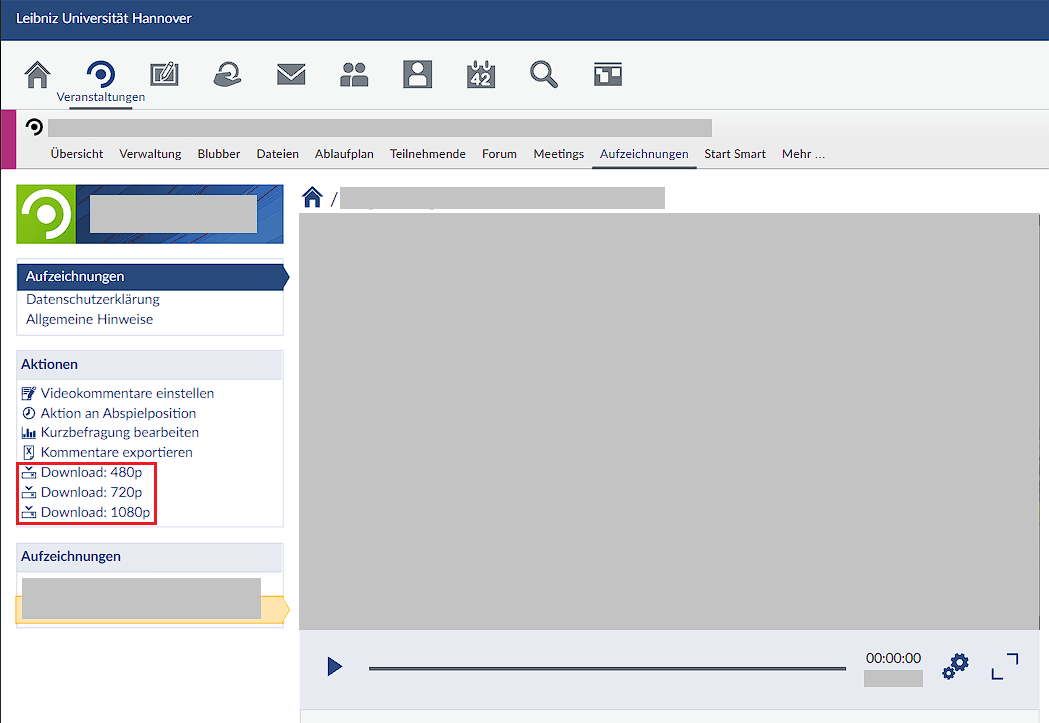 Leibniz Universität Hannover
42
Veranstaltungen
Übersicht Verwaltung Blubber Dateien Ablaufplan Teilnehmende Forum Meetings Aufzeichnungen Start Smart Mehr ...
/
Aufzeichnungen
Datenschutzerklärung
Allgemeine Hinweise
Aktionen
Videokommentare einstellen
Aktion an Abspielposition
Kurzbefragung bearbeiten
Kommentare exportieren
Download: 480p
Download: 720p
Download: 1080p
Aufzeichnungen
00:00:00